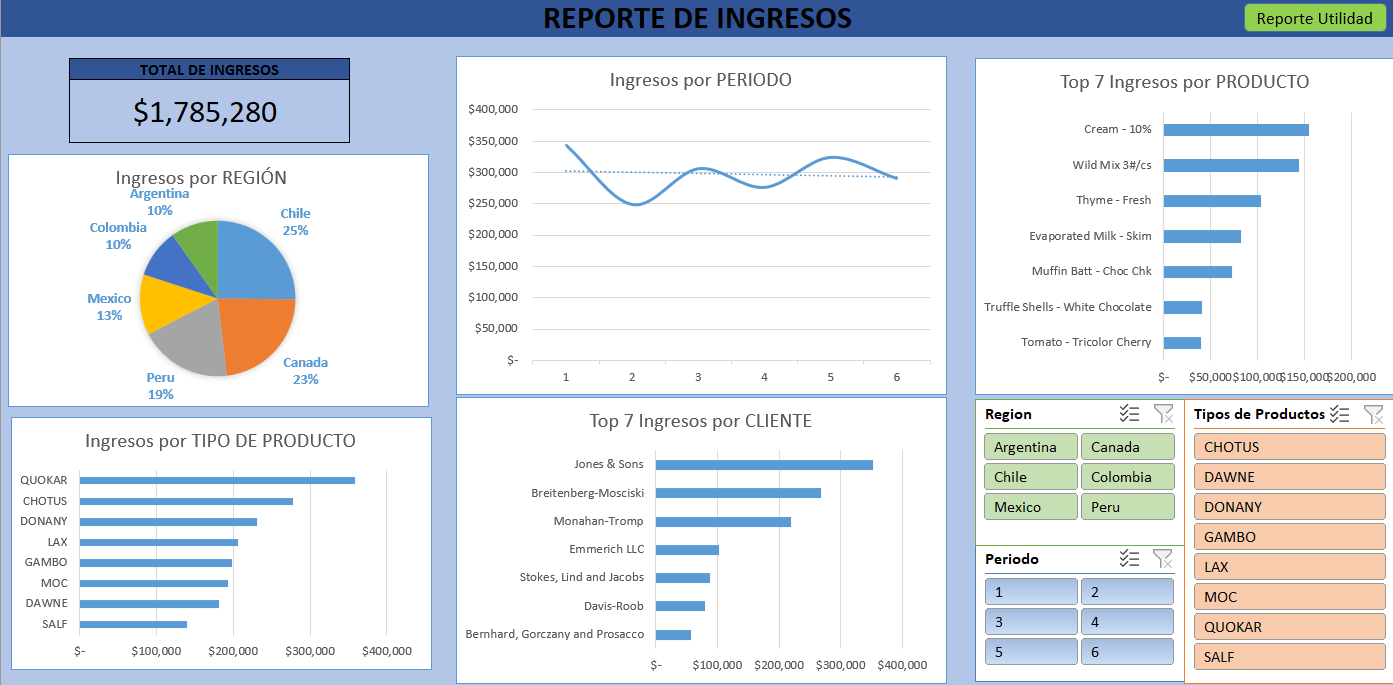 REPORTE DE INGRESOS
Reporte Utilidad
TOTAL DE INGRESOS
$1,785,280
Ingresos por REGIÓN
Argentina
10%
Chile
25%
Colombia
10%
Mexico
13%
Canada
23%
Peru
19%
Ingresos por TIPO DE PRODUCTO
QUOKAR
CHOTUS
DONANY
LAX
GAMBO
MOC
DAWNE
SALF
$- $100,000 $200,000 $300,000 $400,000
Ingresos por PERIODO
$400,000
$350,000
$300,000
$250,000
$200,000
$150,000
$100,000
$50,000
$-
1 2 3 4 5 6
Top 7 Ingresos por CLIENTE
Jones & Sons
Breitenberg-Mosciski
Monahan-Tromp
Emmerich LLC
Stokes, Lind and Jacobs
Davis-Roob
Bernhard, Gorczany and Prosacco
$- $100,000 $200,000 $300,000 $400,000
Top 7 Ingresos por PRODUCTO
Cream - 10%
Wild Mix 3#/cs
Thyme - Fresh
Evaporated Milk - Skim
Muffin Batt - Choc Chk
Truffle Shells - White Chocolate
Tomato - Tricolor Cherry
$- $50,000 $100,000 $150,000 $200,000
Region
Argentina Canada
Chile Colombia
Mexico Peru
Periodo
1 2
3 4
5 6
Tipos de Productos
CHOTUS
DAWNE
DONANY
GAMBO
LAX
MOC
QUOKAR
SALF